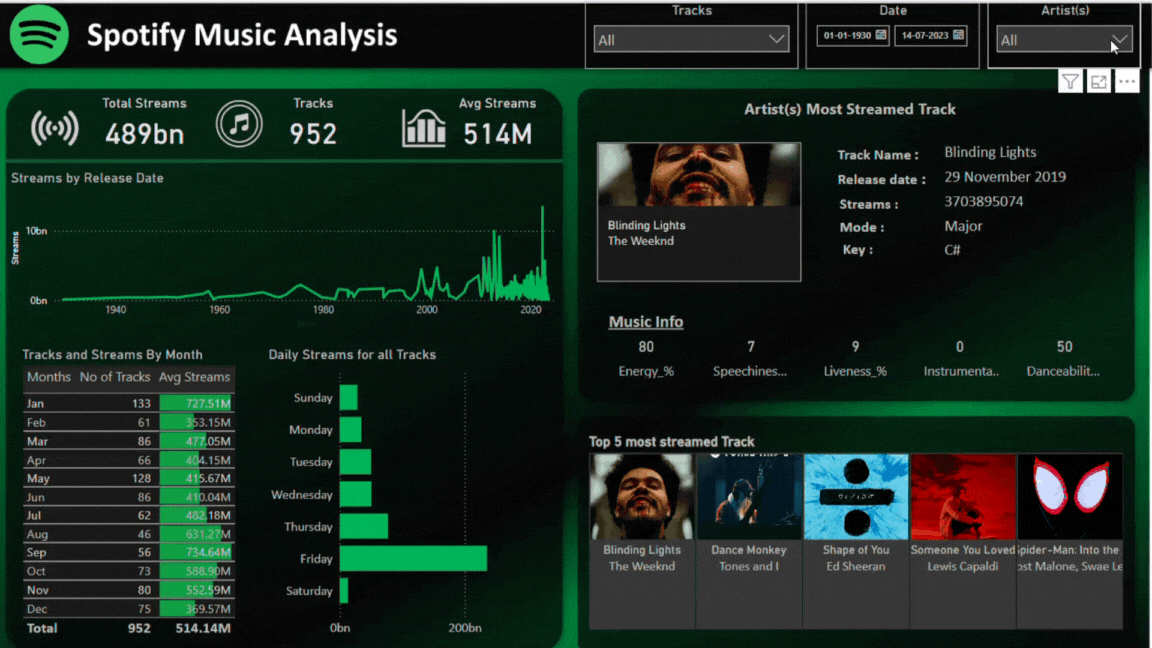 Spotify Music Analysis
Tracks
All
Date
01-01-1930
14-07-2023
Artist(s)
All
Total Streams
489bn
Tracks
952
Avg Streams
514M
Streams by Release Date
Streams
10bn
0bn
1940
1960
1980
2000
2020
Tracks and Streams By Month
Months No of Tracks Avg Streams
Jan 133 727.51M
Feb 61 353.15M
Mar 86 477.05M
Apr 66 404.15M
May 128 415.67M
Jun 86 410.04M
Jul 62 482.18M
Aug 46 631.27M
Sep 56 734.64M
Oct 73 588.90M
Nov 80 552.59M
Dec 75 369.57M
Total 952 514.14M
Daily Streams for all Tracks
Sunday
Monday
Tuesday
Wednesday
Thursday
Friday
Saturday
0bn
200bn
Artist(s) Most Streamed Track
Blinding Lights
The Weeknd
Track Name : Blinding Lights
Release date : 29 November 2019
Streams : 3703895074
Mode : Major
Key : C#
Music Info
80
Energy_%
7
Speechines...
9
Liveness_%
0
Instrumenta..
50
Danceabilit...
Top 5 most streamed Track
Blinding Lights
The Weeknd
Dance Monkey
Tones and I
Shape of You
Ed Sheeran
Someone You Loved
Lewis Capaldi
pider-Man: Into the
ost Malone, Swae Le